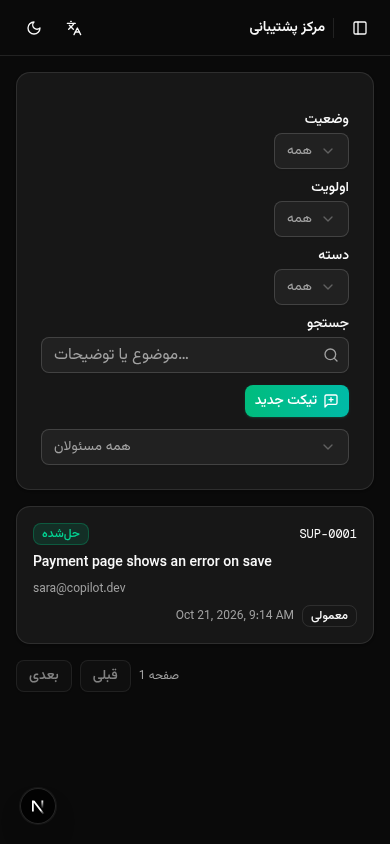 مرکز پشتیبانی
وضعیت
همه
اولویت
همه
دسته
همه
جستجو
موضوع یا توضیحات...
تیکت جدید
همه مسئولان
SUP-0001 حل‌شده
Payment page shows an error on save
sara@copilot.dev
معمولی Oct 21, 2026, 9:14 AM
صفحه 1 قبلی بعدی
N